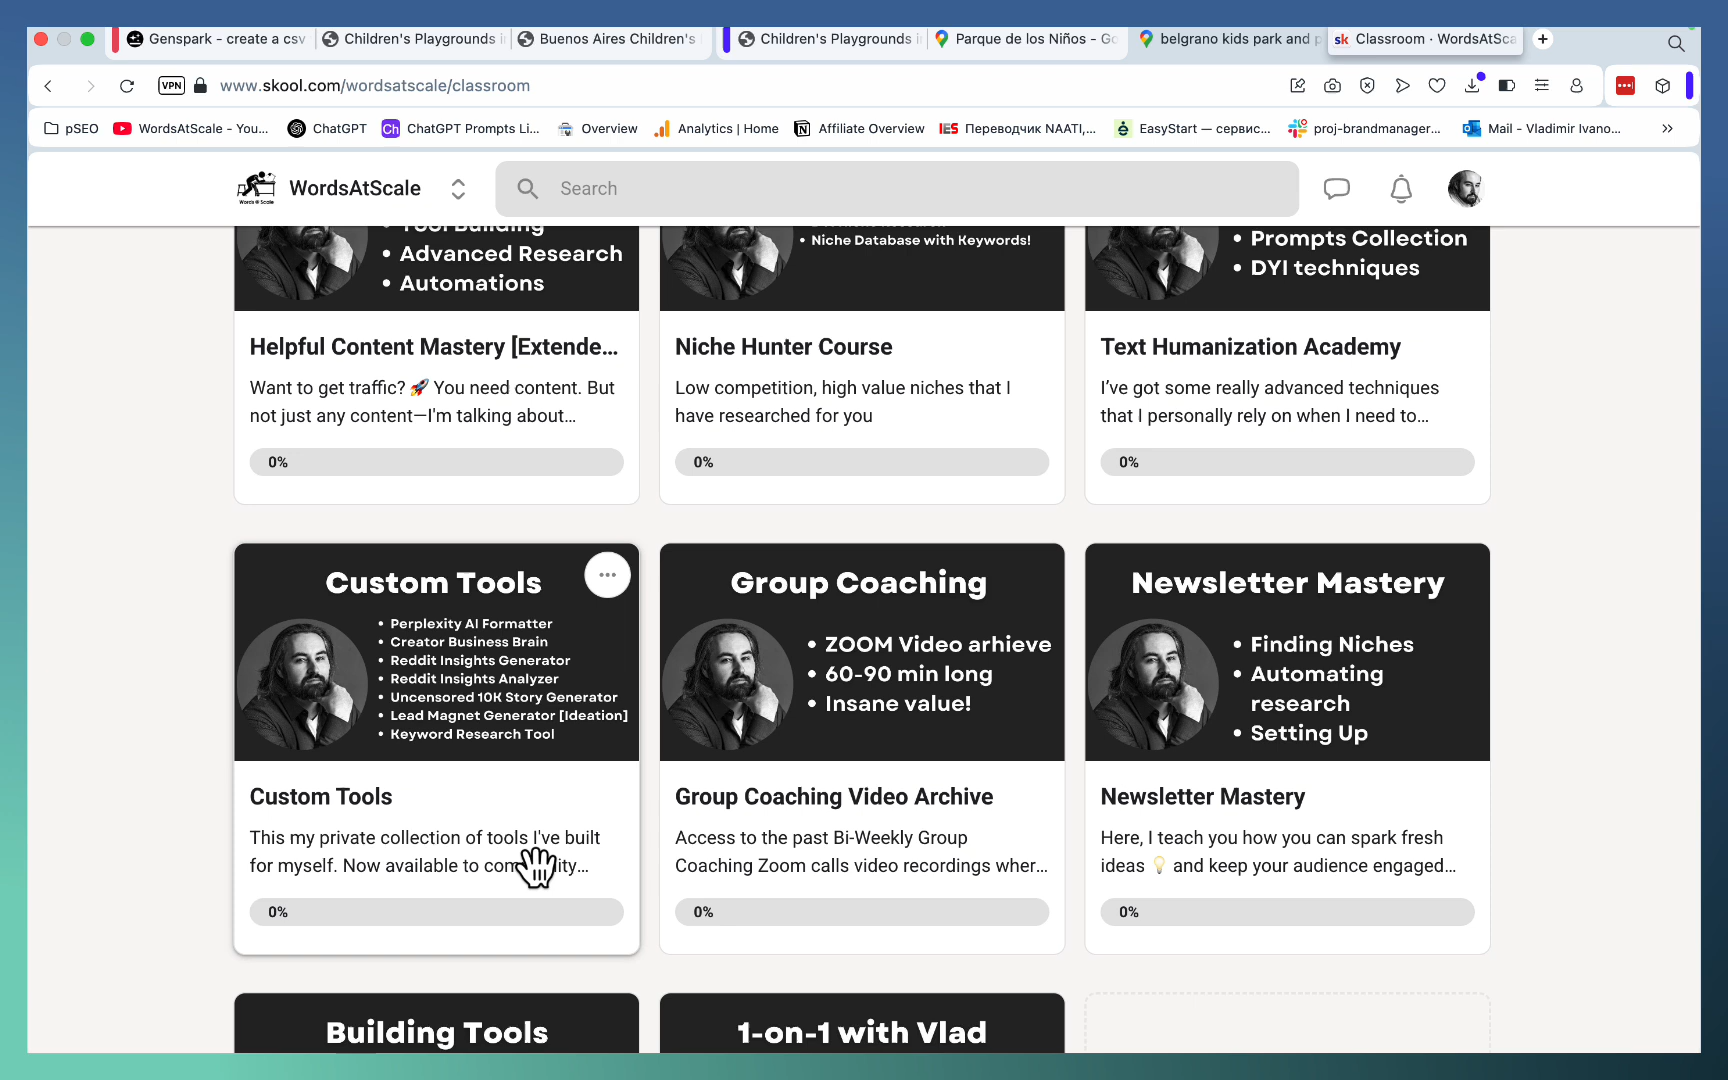 Genspark - create a csv
Children's Playgrounds i
Buenos Aires Children's
Children's Playgrounds i
Parque de los Niños - Go
belgrano kids park and p
sk Classroom · WordsAtSca
VPN
www.skool.com/wordsatscale/classroom
pSEO
WordsAtScale - You...
ChatGPT
Ch ChatGPT Prompts Li...
Overview
Analytics | Home
Affiliate Overview
IES Переводчик NAATI,...
EasyStart — сервис...
proj-brandmanager...
Mail - Vladimir Ivano...
Words @ Scale
WordsAtScale
Search
• Tool Building
• Advanced Research
• Automations
• Niche Database with Keywords!
• Prompts Collection
• DYI techniques
Helpful Content Mastery [Extende...
Want to get traffic? 🚀 You need content. But
not just any content—I'm talking about...
0%
Niche Hunter Course
Low competition, high value niches that I
have researched for you
0%
Text Humanization Academy
I've got some really advanced techniques
that I personally rely on when I need to...
0%
Custom Tools
• Perplexity AI Formatter
• Creator Business Brain
• Reddit Insights Generator
• Reddit Insights Analyzer
• Uncensored 10K Story Generator
• Lead Magnet Generator [Ideation]
• Keyword Research Tool
Custom Tools
This my private collection of tools I've built
for myself. Now available to
0%
Group Coaching
• ZOOM Video arhieve
• 60-90 min long
• Insane value!
Group Coaching Video Archive
Access to the past Bi-Weekly Group
Coaching Zoom calls video recordings wher...
0%
Newsletter Mastery
• Finding Niches
• Automating
research
• Setting Up
Newsletter Mastery
Here, I teach you how you can spark fresh
ideas 💡 and keep your audience engaged...
0%
Building Tools
1-on-1 with Vlad